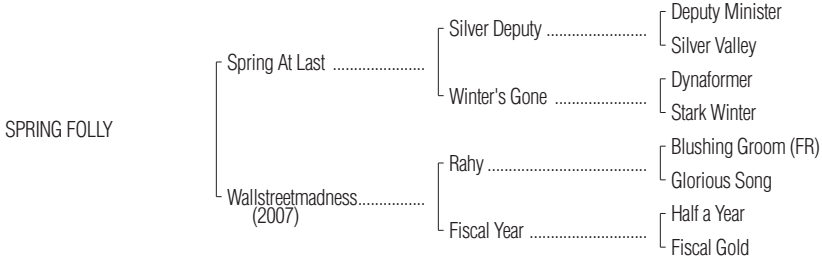 Deputy Minister
Silver Deputy ........................
Silver Valley
Spring At Last ......................
Dynaformer
Winter's Gone ......................
Stark Winter
SPRING FOLLY
Blushing Groom (FR)
Rahy ......................................
Glorious Song
Wallstreetmadness................
(2007)
Half a Year
Fiscal Year ............................
Fiscal Gold